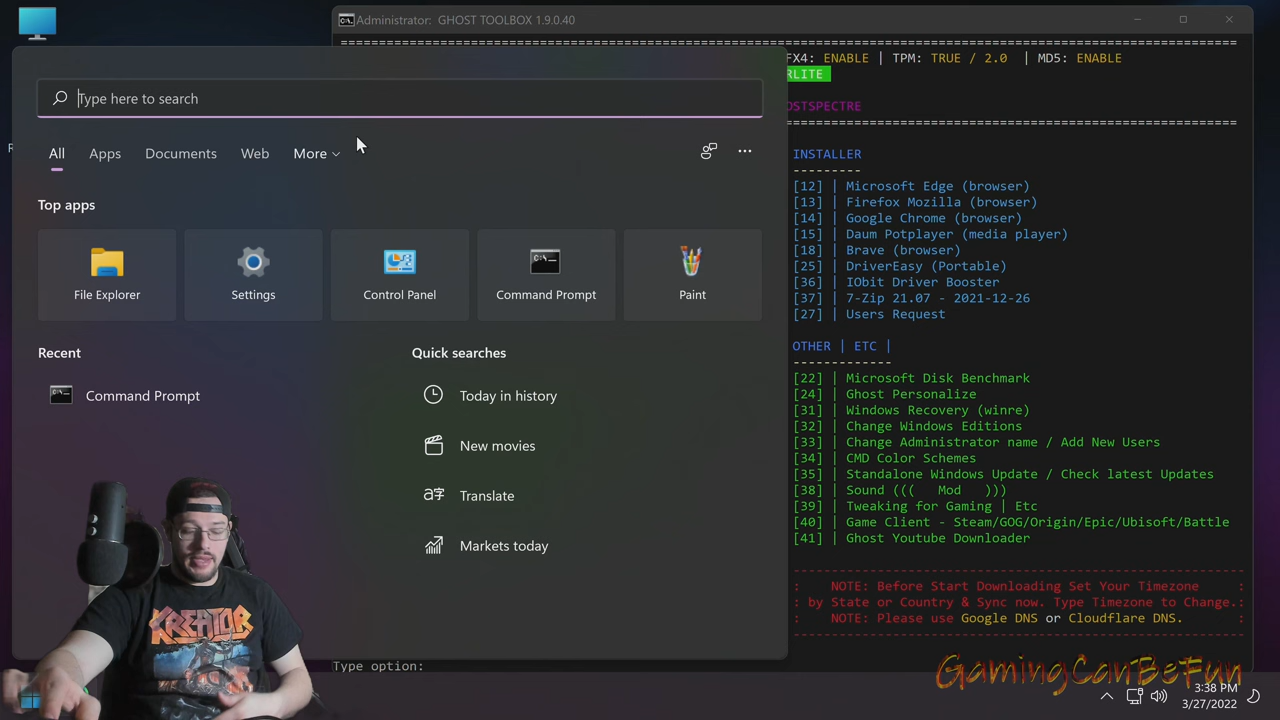 Administrator: GHOST TOOLBOX 1.9.0.40
FX4: ENABLE | TPM: TRUE / 2.0 | MD5: ENABLE
RLITE
OSTSPECTRE
Type here to search
All
Apps
Documents
Web
More
Top apps
File Explorer
Settings
Control Panel
Command Prompt
Paint
Recent
Command Prompt
Quick searches
Today in history
New movies
Translate
Markets today
INSTALLER
[12] | Microsoft Edge (browser)
[13] | Firefox Mozilla (browser)
[14] | Google Chrome (browser)
[15] | Daum Potplayer (media player)
[18] | Brave (browser)
[25] | DriverEasy (Portable)
[36] | IObit Driver Booster
[37] | 7-Zip 21.07 - 2021-12-26
[27] | Users Request
OTHER | ETC |
[22] | Microsoft Disk Benchmark
[24] | Ghost Personalize
[31] | Windows Recovery (winre)
[32] | Change Windows Editions
[33] | Change Administrator name / Add New Users
[34] | CMD Color Schemes
[35] | Standalone Windows Update / Check latest Updates
[38] | Sound ((( Mod )))
[39] | Tweaking for Gaming | Etc
[40] | Game Client - Steam/GOG/Origin/Epic/Ubisoft/Battle
[41] | Ghost Youtube Downloader
: NOTE: Before Start Downloading Set Your Timezone :
: by State or Country & Sync now. Type Timezone to Change.:
: NOTE: Please use Google DNS or Cloudflare DNS. :
Type option:
KREATOR
GamingCanBeFun
3:38 PM
3/27/2022